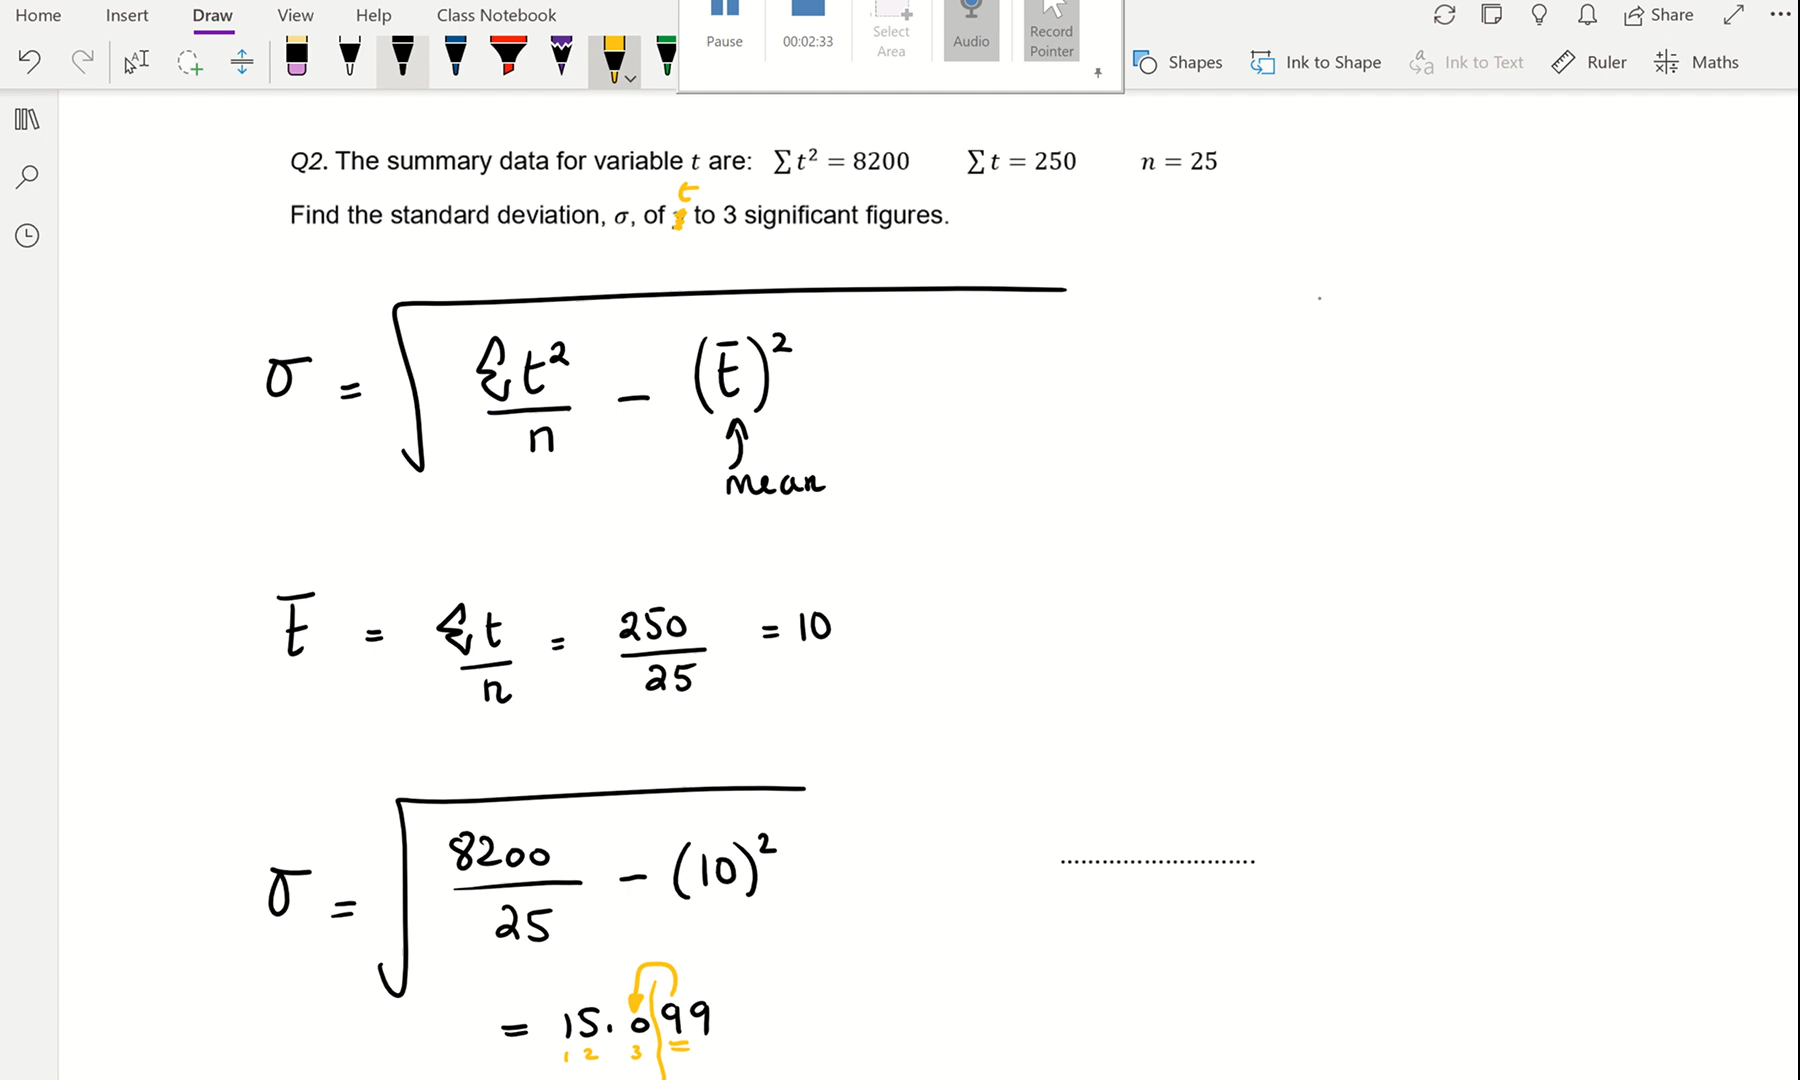 Home Insert Draw View Help Class Notebook
Pause 00:02:33 Select Area Audio Record Pointer
Share
Shapes Ink to Shape Ink to Text Ruler Maths
Q2. The summary data for variable t are: ∑t² = 8200 ∑t = 250 n = 25
t
Find the standard deviation, σ, of to 3 significant figures.
σ = √(∑t²/n − (t̄)²)
mean
t̄ = ∑t/n = 250/25 = 10
σ = √(8200/25 − (10)²)
............................
= 15.099
1 2 3